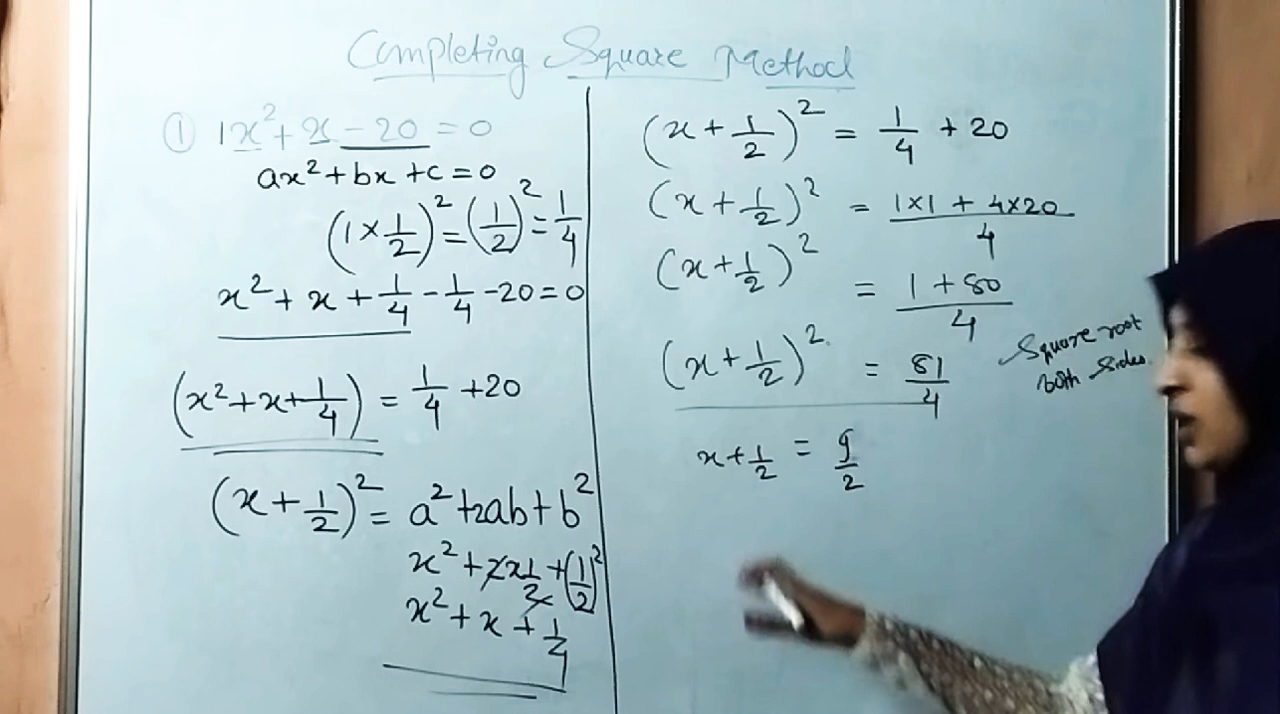 Completing Square Method
① 1x² + x - 20 = 0
ax² + bx + c = 0
(1 × 1/2)² = (1/2)² = 1/4
x² + x + 1/4 - 1/4 - 20 = 0
(x² + x + 1/4) = 1/4 + 20
(x + 1/2)² = a² + 2ab + b²
x² + 2x 1/2 + (1/2)²
x² + x + 1/4
(x + 1/2)² = 1/4 + 20
(x + 1/2)² = 1×1 + 4×20 / 4
(x + 1/2)² = 1 + 80 / 4
(x + 1/2)² = 81/4
Square root
both sides.
x + 1/2 = 9/2